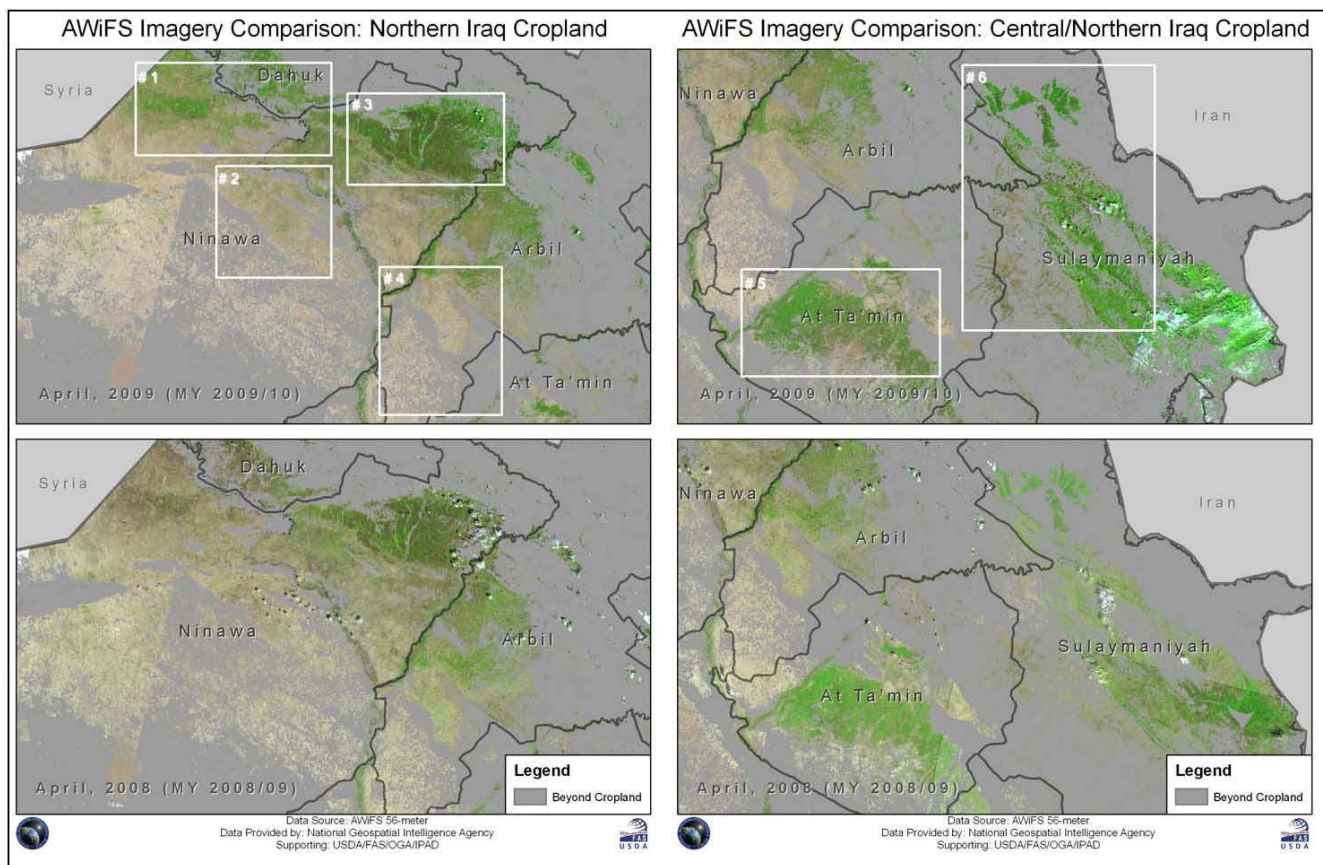 AWiFS Imagery Comparison: Northern Iraq Cropland
Syria
# 1
Dahuk
# 3
# 2
Ninawa
Arbil
# 4
At Ta'min
April, 2009 (MY 2009/10)
Syria
Dahuk
Ninawa
Arbil
April, 2008 (MY 2008/09)
Legend
Beyond Cropland
Data Source: AWiFS 56-meter
Data Provided by: National Geospatial Intelligence Agency
Supporting: USDA/FAS/OGA/IPAD
FAS
USDA
AWiFS Imagery Comparison: Central/Northern Iraq Cropland
Ninawa
# 6
Iran
Arbil
Sulaymaniyah
# 5
At Ta'min
April, 2009 (MY 2009/10)
Ninawa
Iran
Arbil
Sulaymaniyah
At Ta'min
April, 2008 (MY 2008/09)
Legend
Beyond Cropland
Data Source: AWiFS 56-meter
Data Provided by: National Geospatial Intelligence Agency
Supporting: USDA/FAS/OGA/IPAD
FAS
USDA